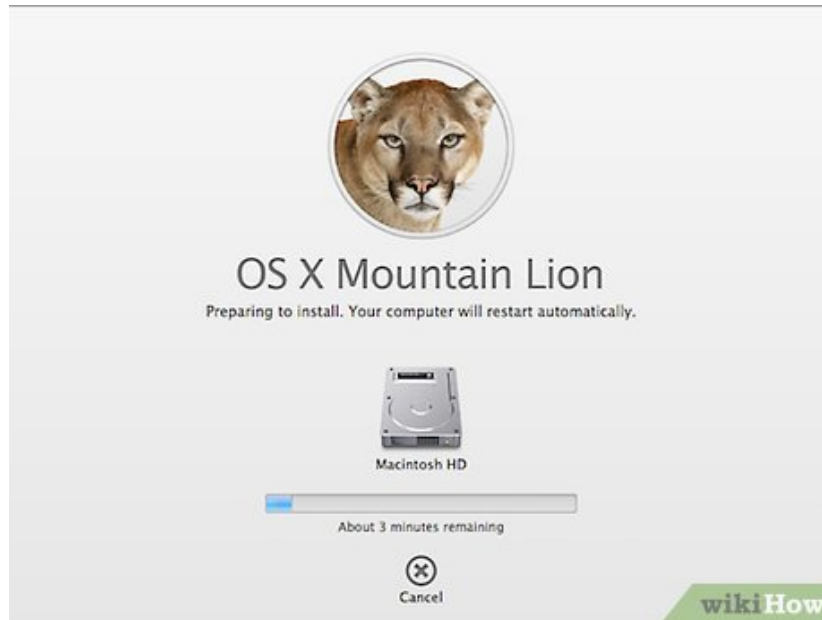 OS X Mountain Lion
Preparing to install. Your computer will restart automatically.
Macintosh HD
About 3 minutes remaining
Cancel
wikiHow